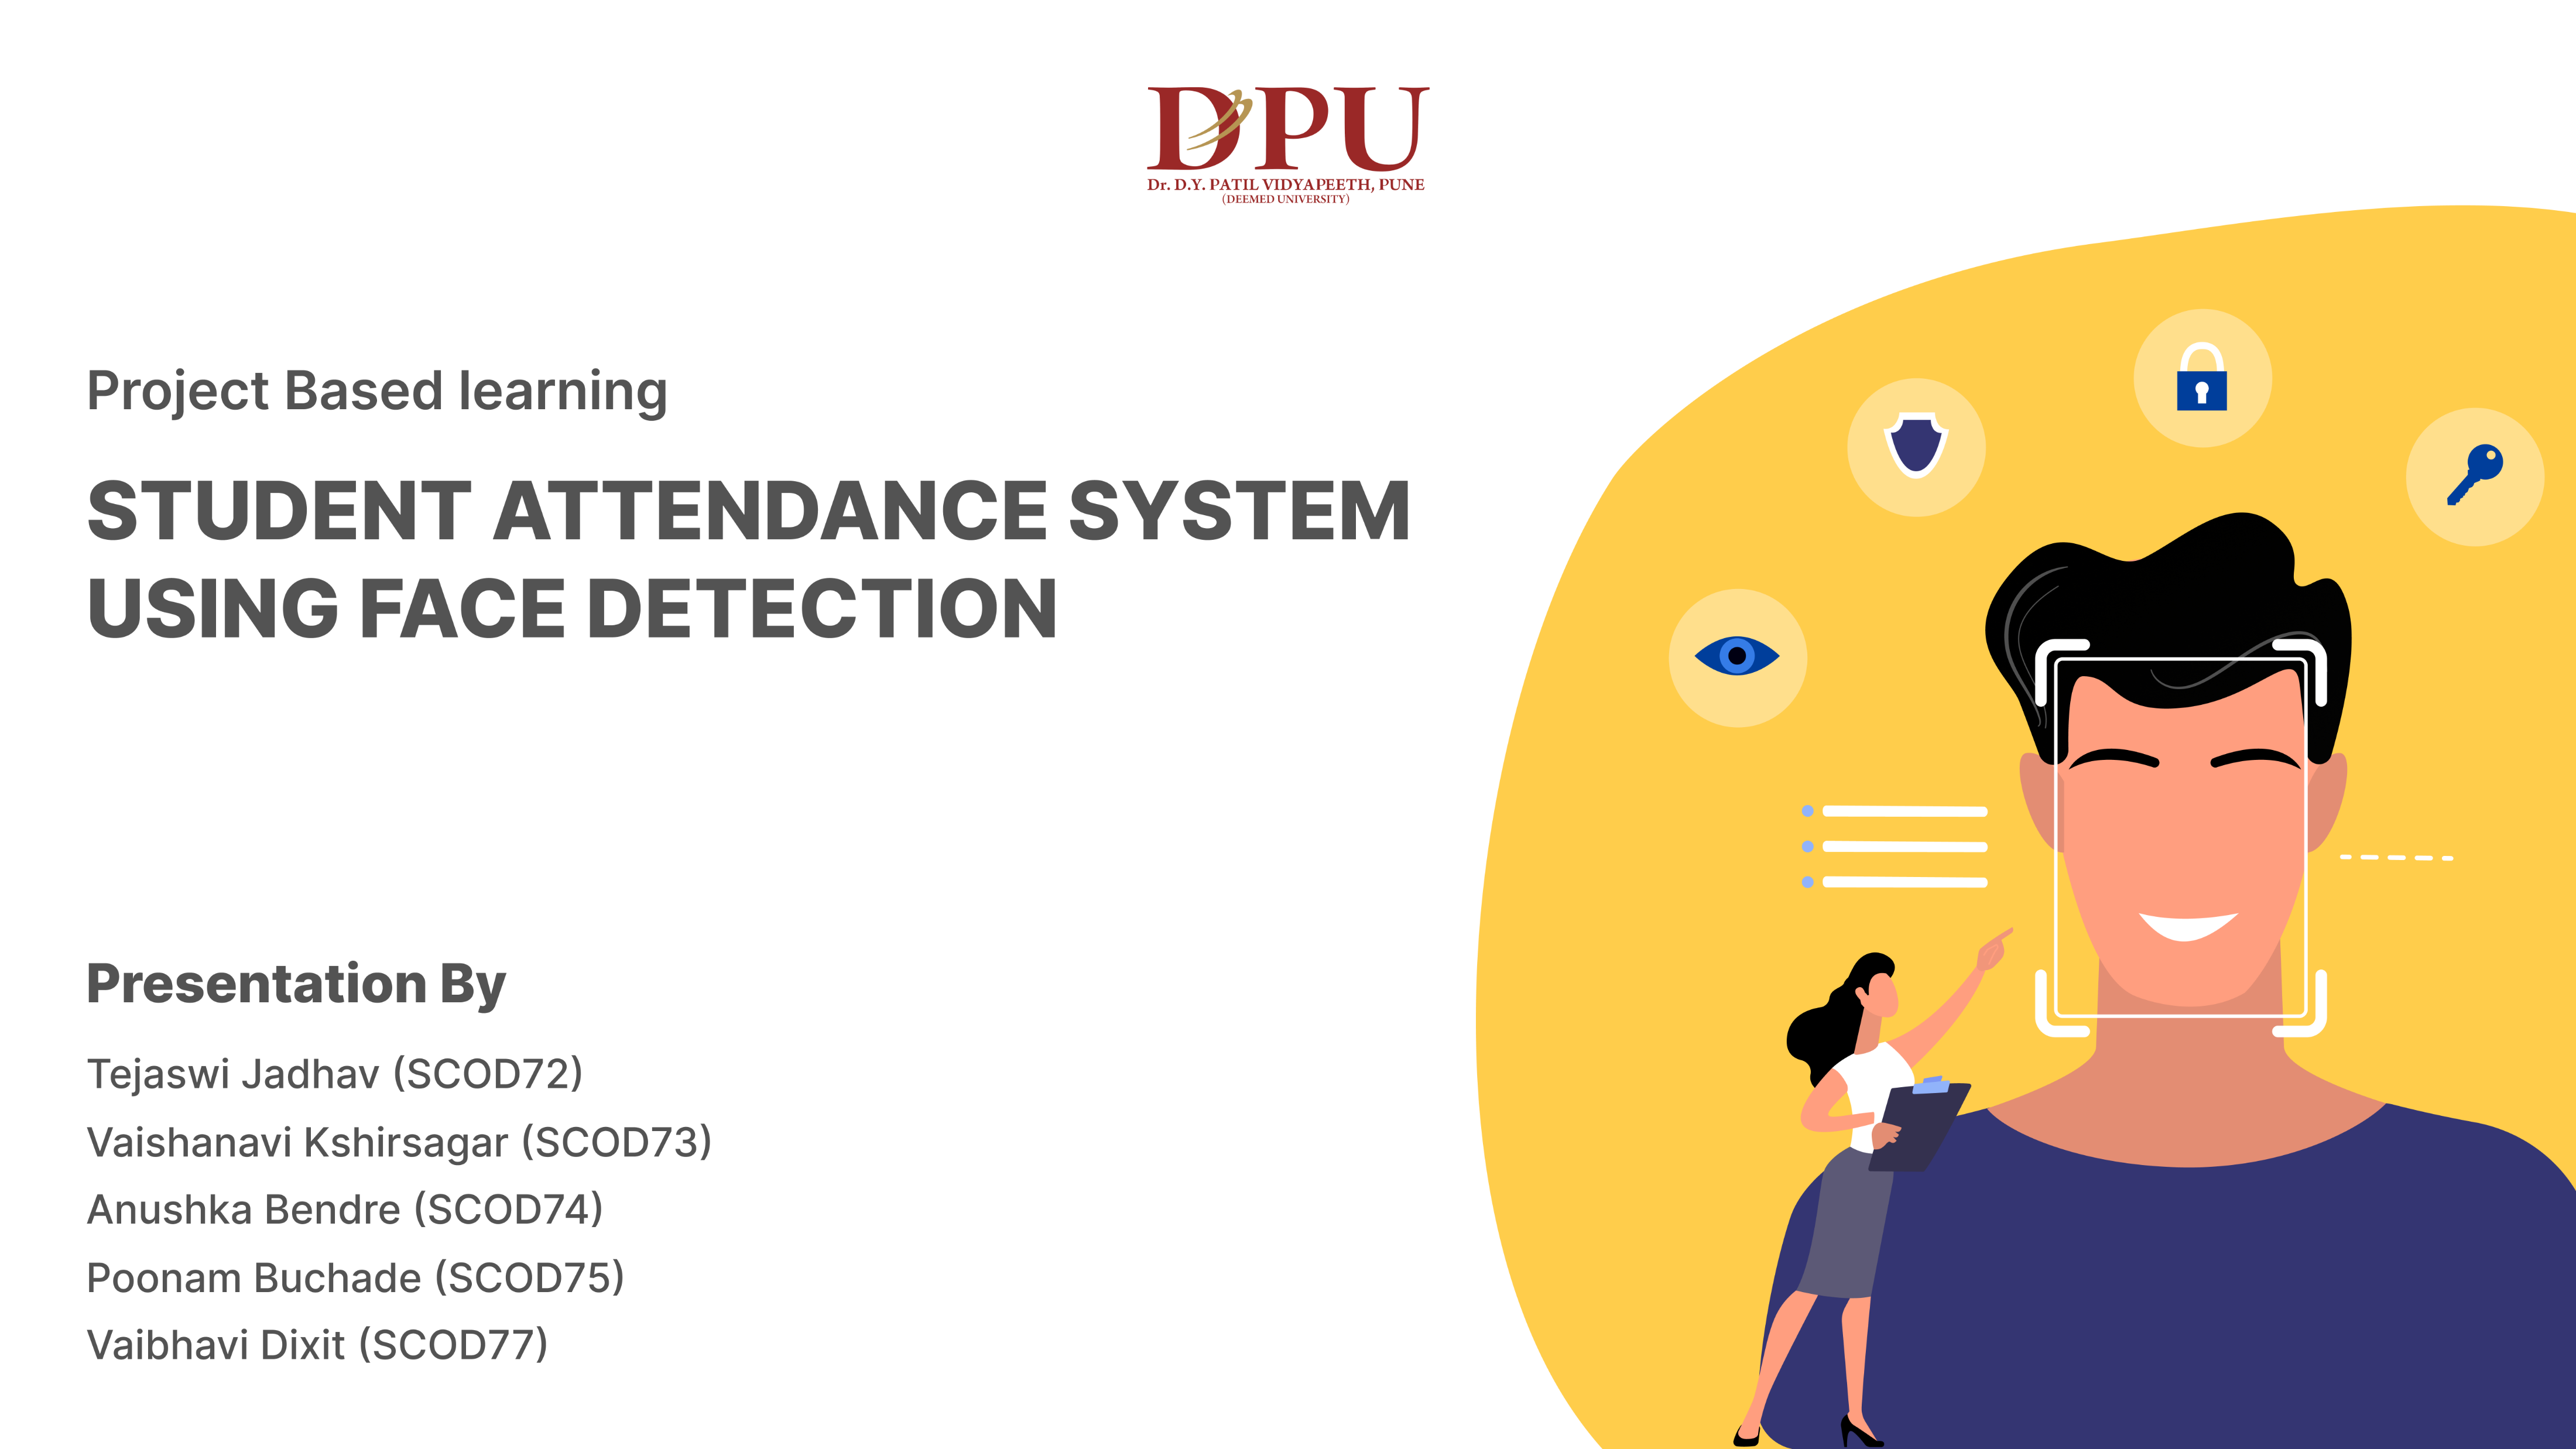 DPU
Dr. D.Y. PATIL VIDYAPEETH, PUNE
(DEEMED UNIVERSITY)
Project Based learning
STUDENT ATTENDANCE SYSTEM
USING FACE DETECTION
Presentation By
Tejaswi Jadhav (SCOD72)
Vaishanavi Kshirsagar (SCOD73)
Anushka Bendre (SCOD74)
Poonam Buchade (SCOD75)
Vaibhavi Dixit (SCOD77)